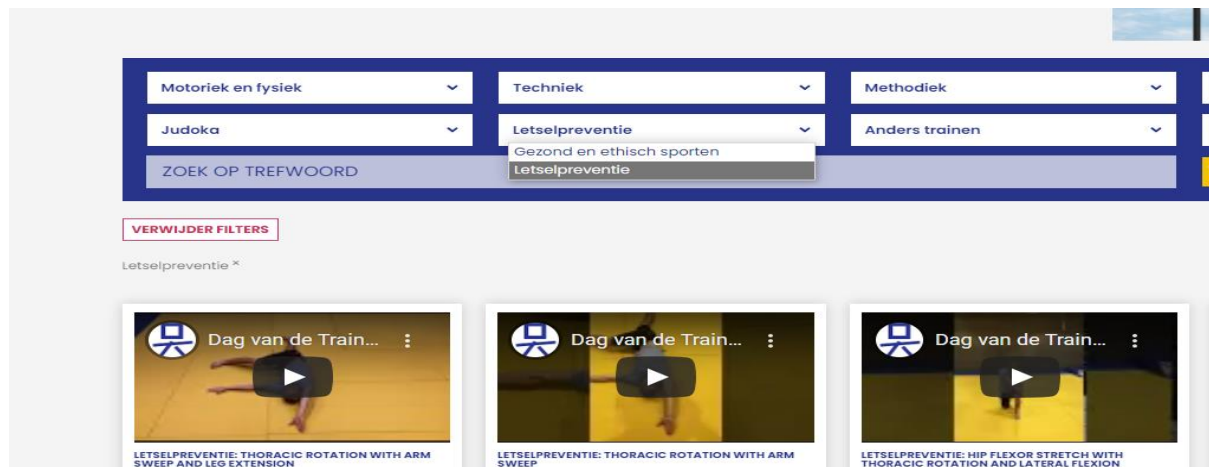 Motoriek en fysiek
Techniek
Methodiek
Judoka
Letselpreventie
Anders trainen
Gezond en ethisch sporten
Letselpreventie
ZOEK OP TREFWOORD
VERWIJDER FILTERS
Letselpreventie ×
Dag van de Train...
Dag van de Train...
Dag van de Train...
LETSELPREVENTIE: THORACIC ROTATION WITH ARM
SWEEP AND LEG EXTENSION
LETSELPREVENTIE: THORACIC ROTATION WITH ARM
SWEEP
LETSELPREVENTIE: HIP FLEXOR STRETCH WITH
THORACIC ROTATION AND LATERAL FLEXION